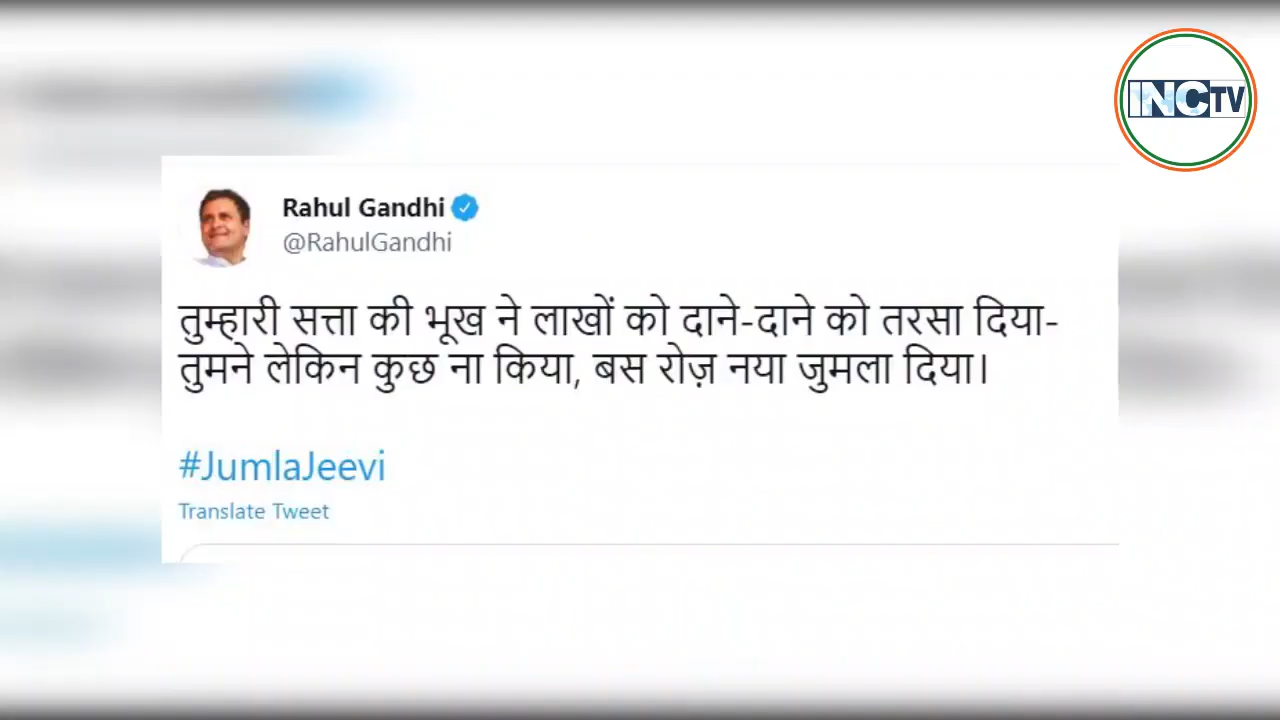 INCTV
Rahul Gandhi
@RahulGandhi
तुम्हारी सत्ता की भूख ने लाखों को दाने-दाने को तरसा दिया-
तुमने लेकिन कुछ ना किया, बस रोज़ नया जुमला दिया।
#JumlaJeevi
Translate Tweet